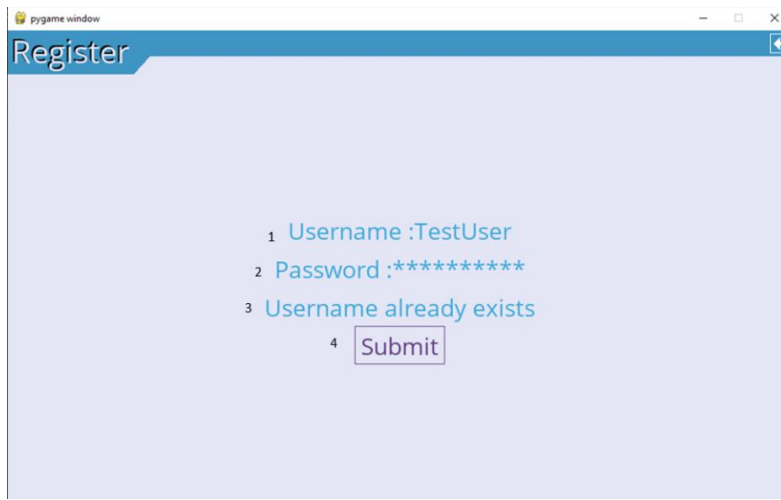 pygame window
Register
1 Username :TestUser
2 Password :**********
3 Username already exists
4 Submit